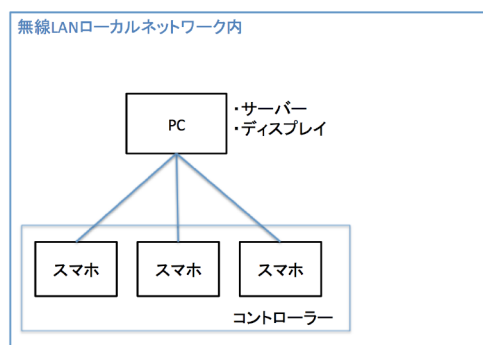 無線LANローカルネットワーク内
PC
・サーバー
・ディスプレイ
スマホ
スマホ
スマホ
コントローラー